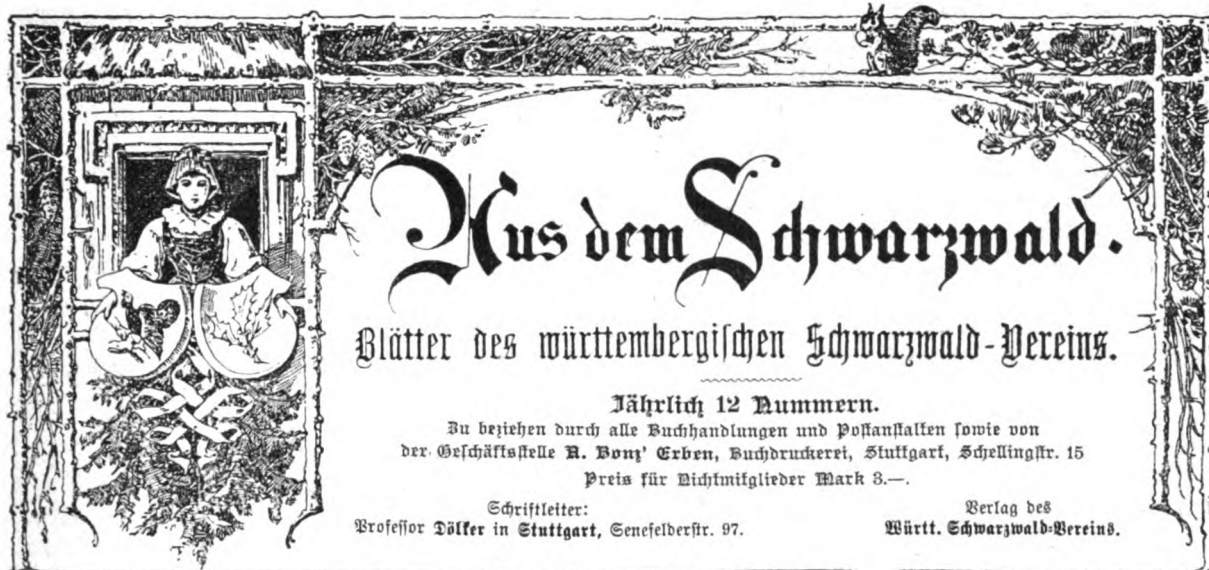 Aus dem Schwarzwald.
Blätter des württembergischen Schwarzwald-Vereins.
Jährlich 12 Nummern.
Zu beziehen durch alle Buchhandlungen und Postanstalten sowie von
der Geschäftsstelle A. Bonz' Erben, Buchdruckerei, Stuttgart, Schellingstr. 15
Preis für Nichtmitglieder Mark 3.—.
Schriftleiter:
Professor Dölker in Stuttgart, Senefelderstr. 97.
Verlag des
Württ. Schwarzwald-Vereins.